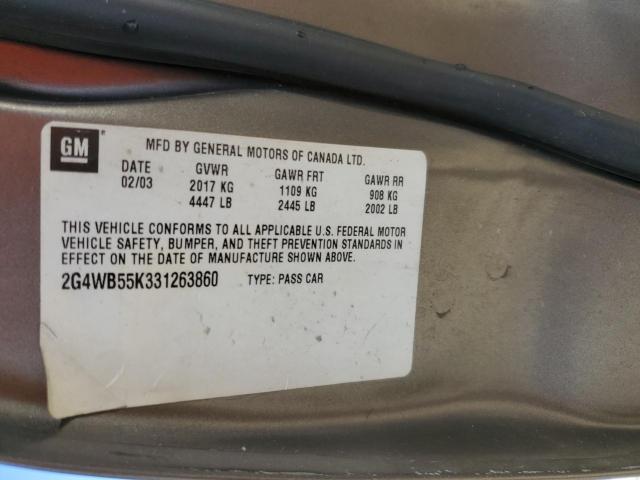 GM ® MFD BY GENERAL MOTORS OF CANADA LTD.
DATE GVWR GAWR FRT GAWR RR
02/03 2017 KG 1109 KG 908 KG
4447 LB 2445 LB 2002 LB
THIS VEHICLE CONFORMS TO ALL APPLICABLE U.S. FEDERAL MOTOR
VEHICLE SAFETY, BUMPER, AND THEFT PREVENTION STANDARDS IN
EFFECT ON THE DATE OF MANUFACTURE SHOWN ABOVE.
2G4WB55K331263860 TYPE: PASS CAR